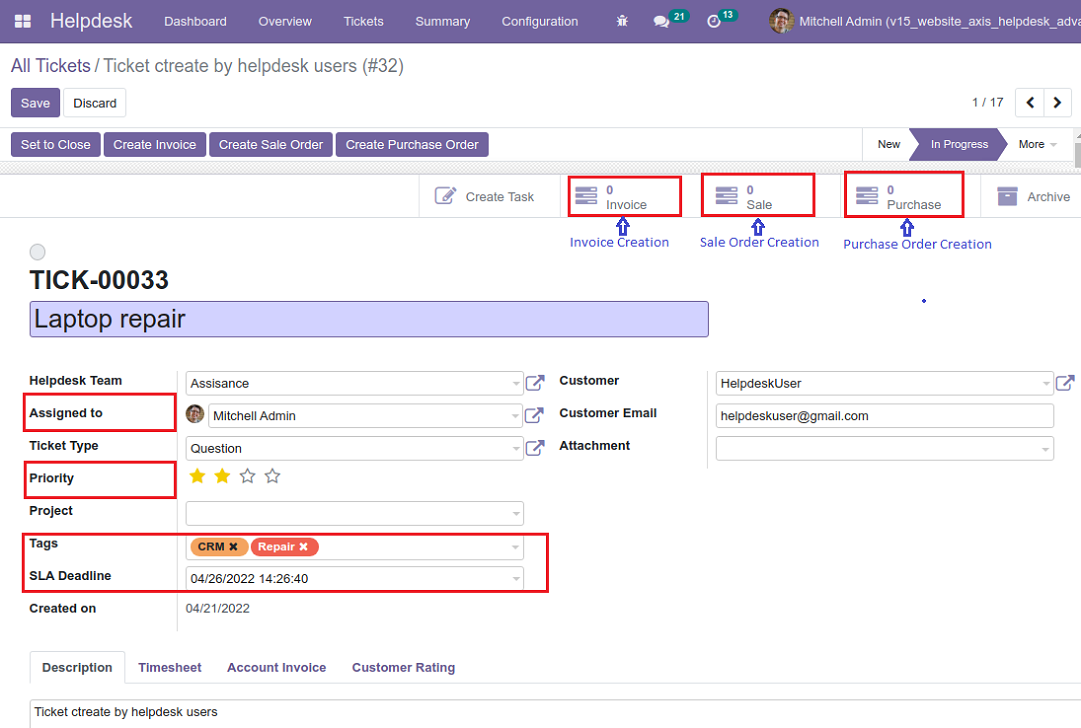 Helpdesk Dashboard Overview Tickets Summary Configuration 21 13 Mitchell Admin (v15_website_axis_helpdesk_adva
All Tickets / Ticket ctreate by helpdesk users (#32)
Save Discard 1 / 17
Set to Close Create Invoice Create Sale Order Create Purchase Order New In Progress More
Create Task 0 Invoice 0 Sale 0 Purchase Archive
Invoice Creation Sale Order Creation Purchase Order Creation
TICK-00033
Laptop repair
Helpdesk Team Assisance Customer HelpdeskUser
Assigned to Mitchell Admin Customer Email helpdeskuser@gmail.com
Ticket Type Question Attachment
Priority
Project
Tags CRM ✖ Repair ✖
SLA Deadline 04/26/2022 14:26:40
Created on 04/21/2022
Description Timesheet Account Invoice Customer Rating
Ticket ctreate by helpdesk users